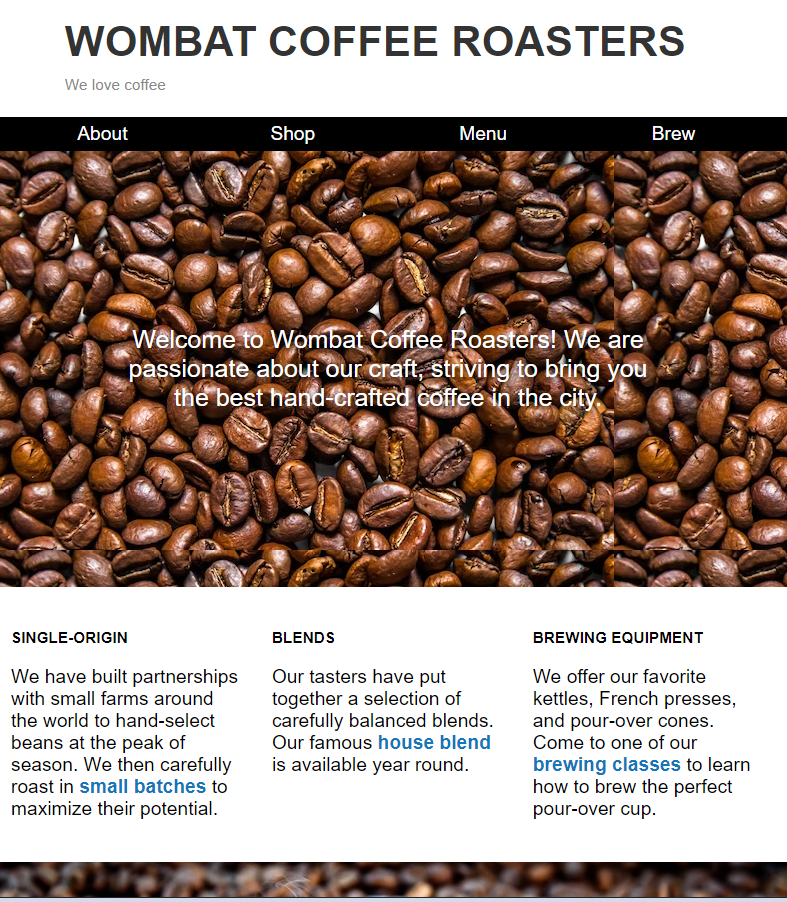 WOMBAT COFFEE ROASTERS
We love coffee
About Shop Menu Brew
Welcome to Wombat Coffee Roasters! We are
passionate about our craft, striving to bring you
the best hand-crafted coffee in the city.
SINGLE-ORIGIN
We have built partnerships
with small farms around
the world to hand-select
beans at the peak of
season. We then carefully
roast in small batches to
maximize their potential.
BLENDS
Our tasters have put
together a selection of
carefully balanced blends.
Our famous house blend
is available year round.
BREWING EQUIPMENT
We offer our favorite
kettles, French presses,
and pour-over cones.
Come to one of our
brewing classes to learn
how to brew the perfect
pour-over cup.